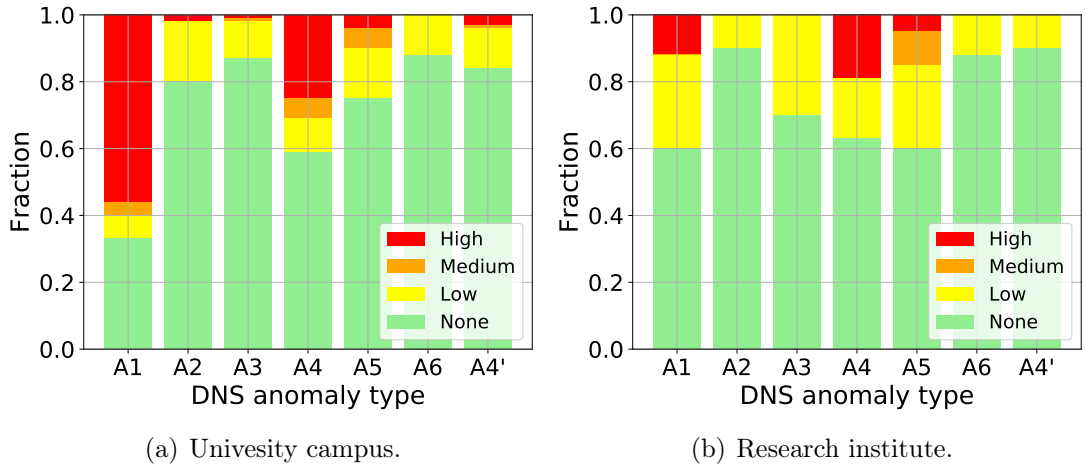 1.0
0.8
0.6
0.4
0.2
0.0
Fraction
High
Medium
Low
None
A1 A2 A3 A4 A5 A6 A4'
DNS anomaly type
(a) Univesity campus.
1.0
0.8
0.6
0.4
0.2
0.0
Fraction
High
Medium
Low
None
A1 A2 A3 A4 A5 A6 A4'
DNS anomaly type
(b) Research institute.